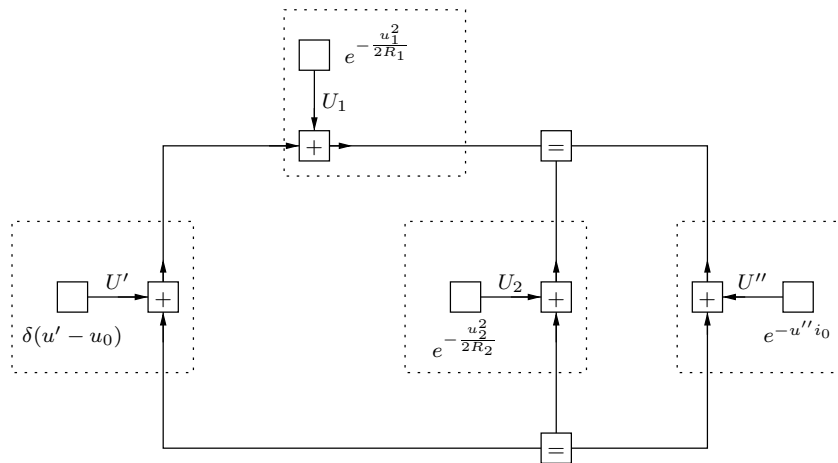 e^{-\frac{u_1^2}{2R_1}}
U_1
+ =
U' + U_2 + + U''
δ(u' − u_0) e^{-\frac{u_2^2}{2R_2}} e^{-u'' i_0}
=